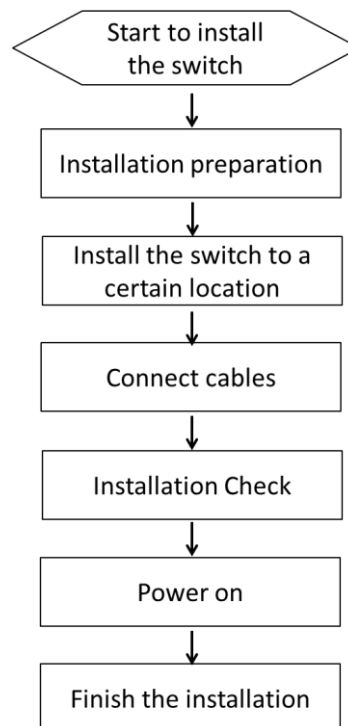 Start to install
the switch
Installation preparation
Install the switch to a
certain location
Connect cables
Installation Check
Power on
Finish the installation